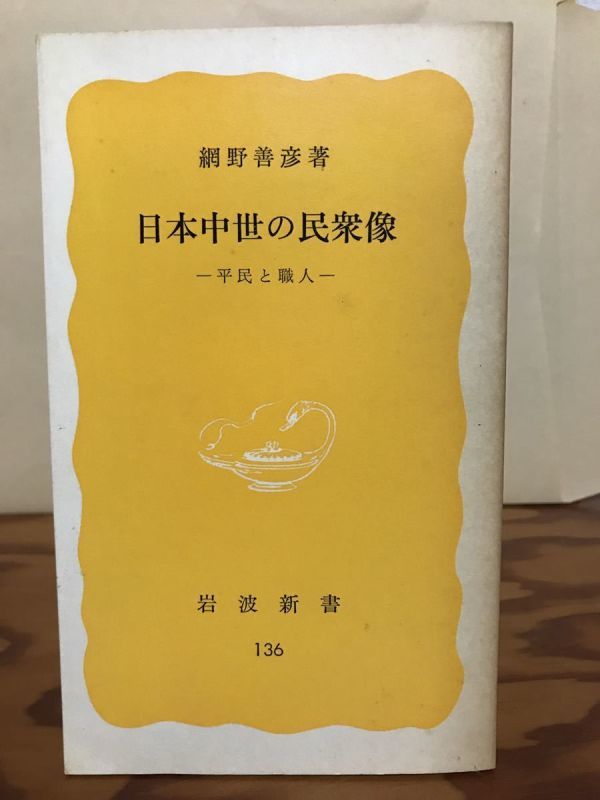 網野善彦著
日本中世の民衆像
—平民と職人—
岩波新書
136